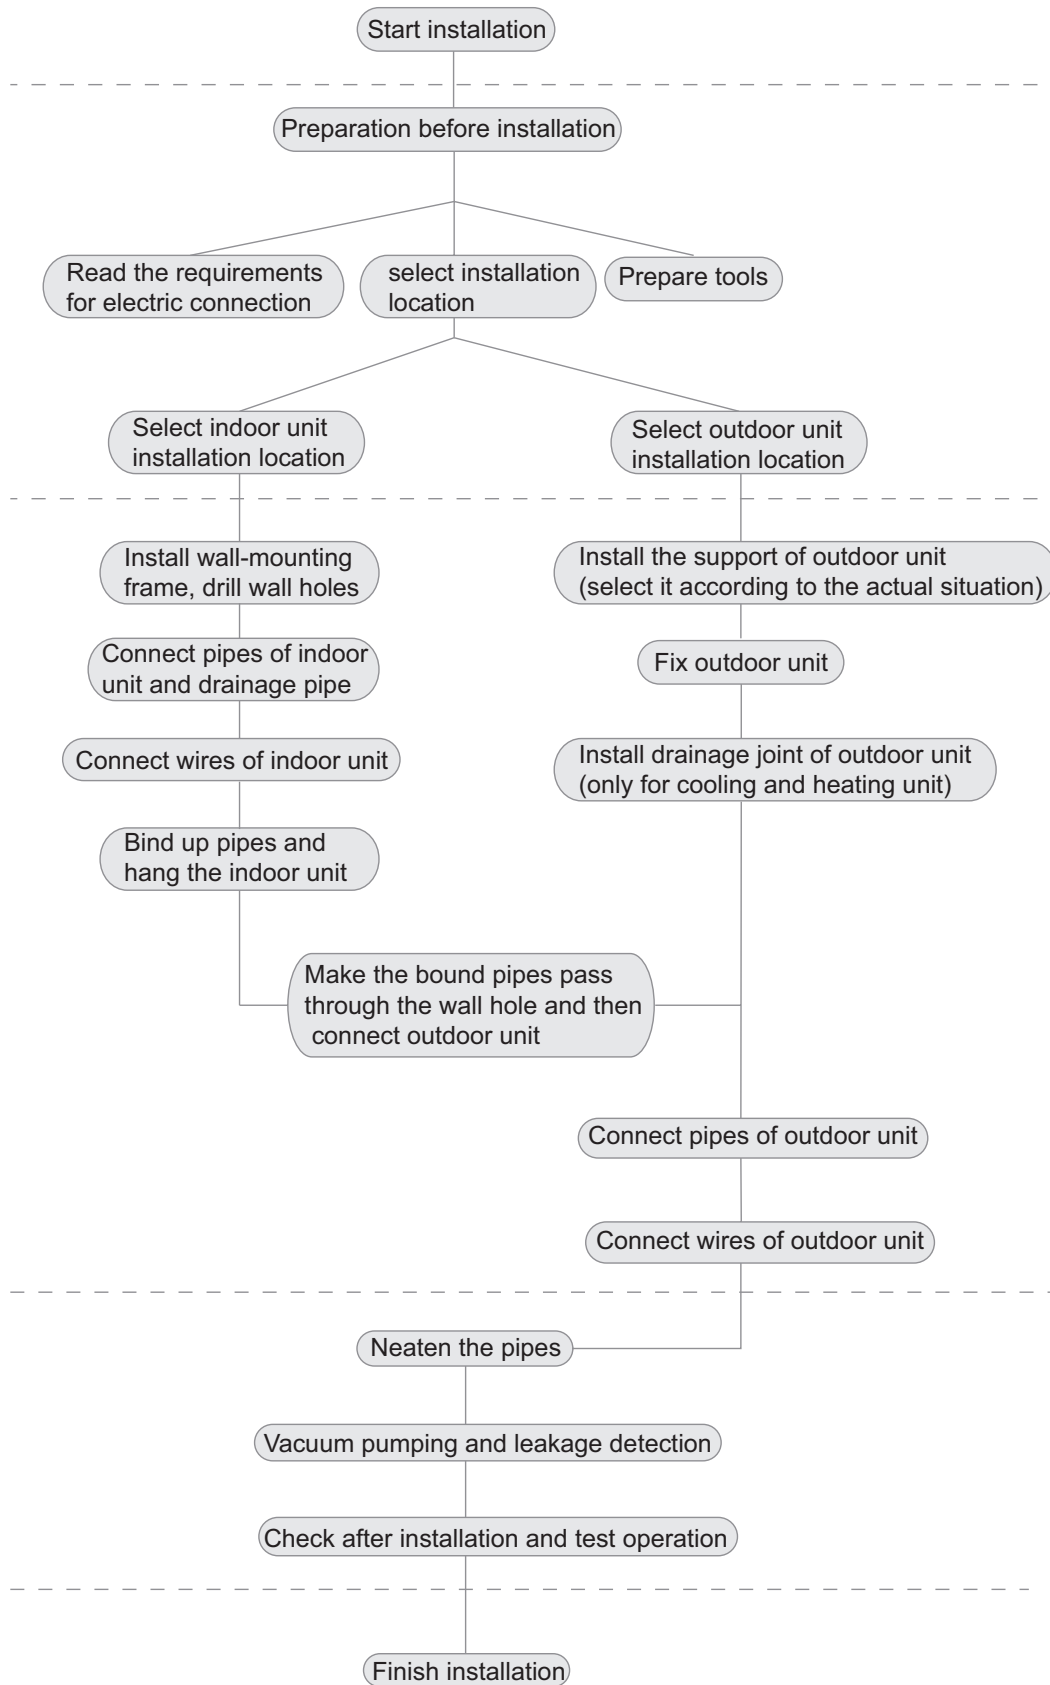 Start installation
Preparation before installation
Read the requirements
for electric connection
select installation
location
Prepare tools
Select indoor unit
installation location
Select outdoor unit
installation location
Install wall-mounting
frame, drill wall holes
Install the support of outdoor unit
(select it according to the actual situation)
Connect pipes of indoor
unit and drainage pipe
Fix outdoor unit
Connect wires of indoor unit
Install drainage joint of outdoor unit
(only for cooling and heating unit)
Bind up pipes and
hang the indoor unit
Make the bound pipes pass
through the wall hole and then
connect outdoor unit
Connect pipes of outdoor unit
Connect wires of outdoor unit
Neaten the pipes
Vacuum pumping and leakage detection
Check after installation and test operation
Finish installation